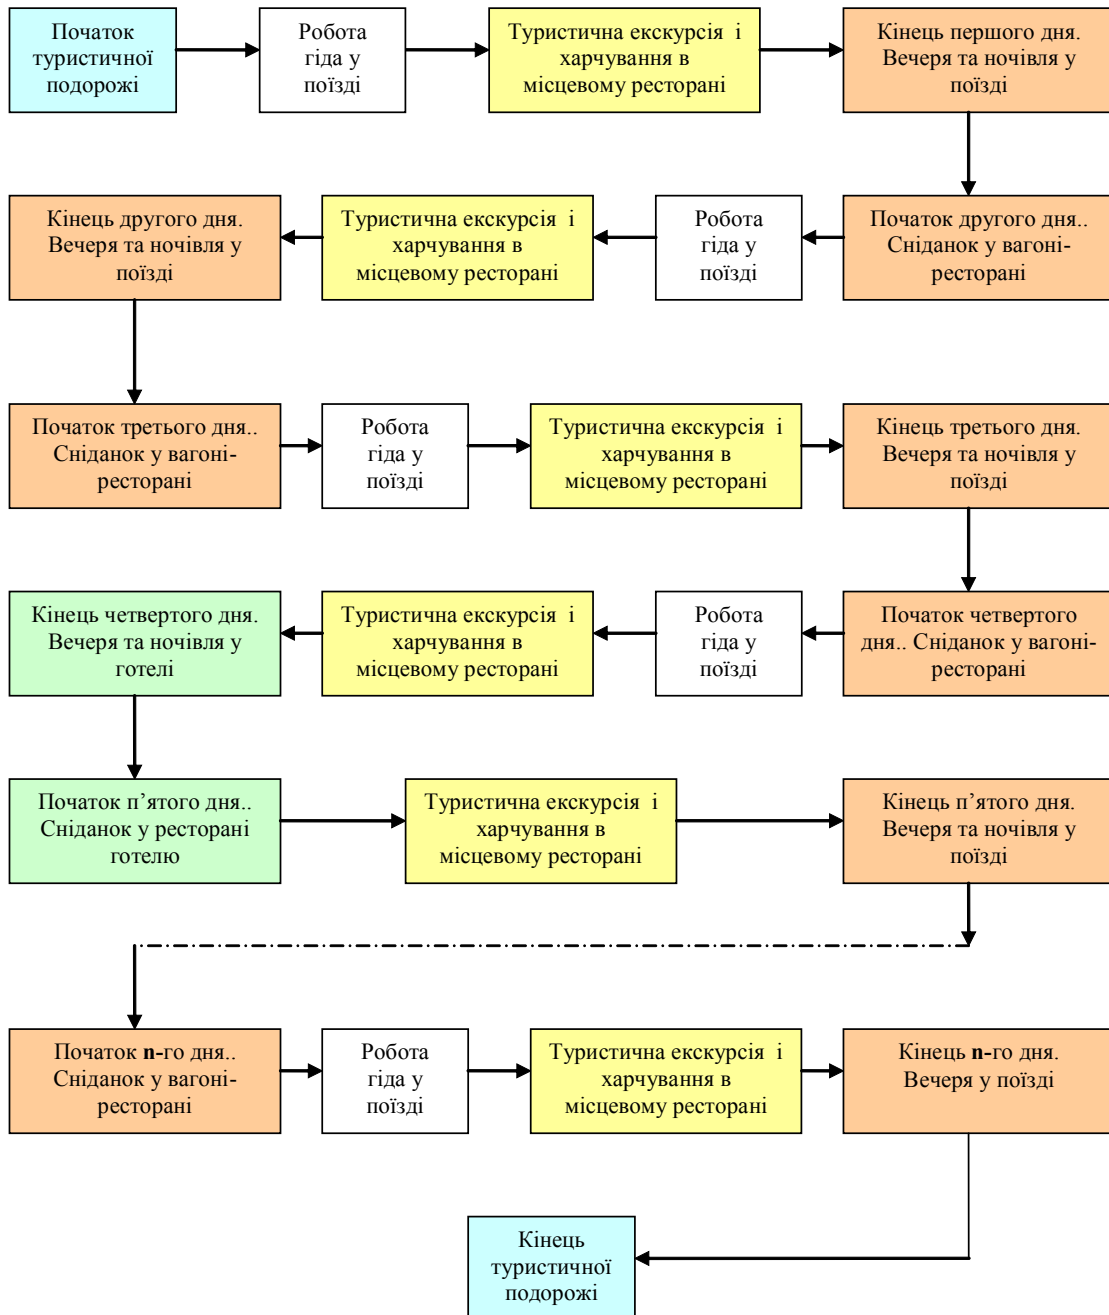 Початок
туристичної
подорожі
Робота
гіда у
поїзді
Туристична екскурсія і
харчування в
місцевому ресторані
Кінець першого дня.
Вечеря та ночівля у
поїзді
Кінець другого дня.
Вечеря та ночівля у
поїзді
Туристична екскурсія і
харчування в
місцевому ресторані
Робота
гіда у
поїзді
Початок другого дня..
Сніданок у вагоні-
ресторані
Початок третього дня..
Сніданок у вагоні-
ресторані
Робота
гіда у
поїзді
Туристична екскурсія і
харчування в
місцевому ресторані
Кінець третього дня.
Вечеря та ночівля у
поїзді
Кінець четвертого дня.
Вечеря та ночівля у
готелі
Туристична екскурсія і
харчування в
місцевому ресторані
Робота
гіда у
поїзді
Початок четвертого
дня.. Сніданок у вагоні-
ресторані
Початок п’ятого дня..
Сніданок у ресторані
готелю
Туристична екскурсія і
харчування в
місцевому ресторані
Кінець п’ятого дня.
Вечеря та ночівля у
поїзді
Початок n-го дня..
Сніданок у вагоні-
ресторані
Робота
гіда у
поїзді
Туристична екскурсія і
харчування в
місцевому ресторані
Кінець n-го дня.
Вечеря у поїзді
Кінець
туристичної
подорожі